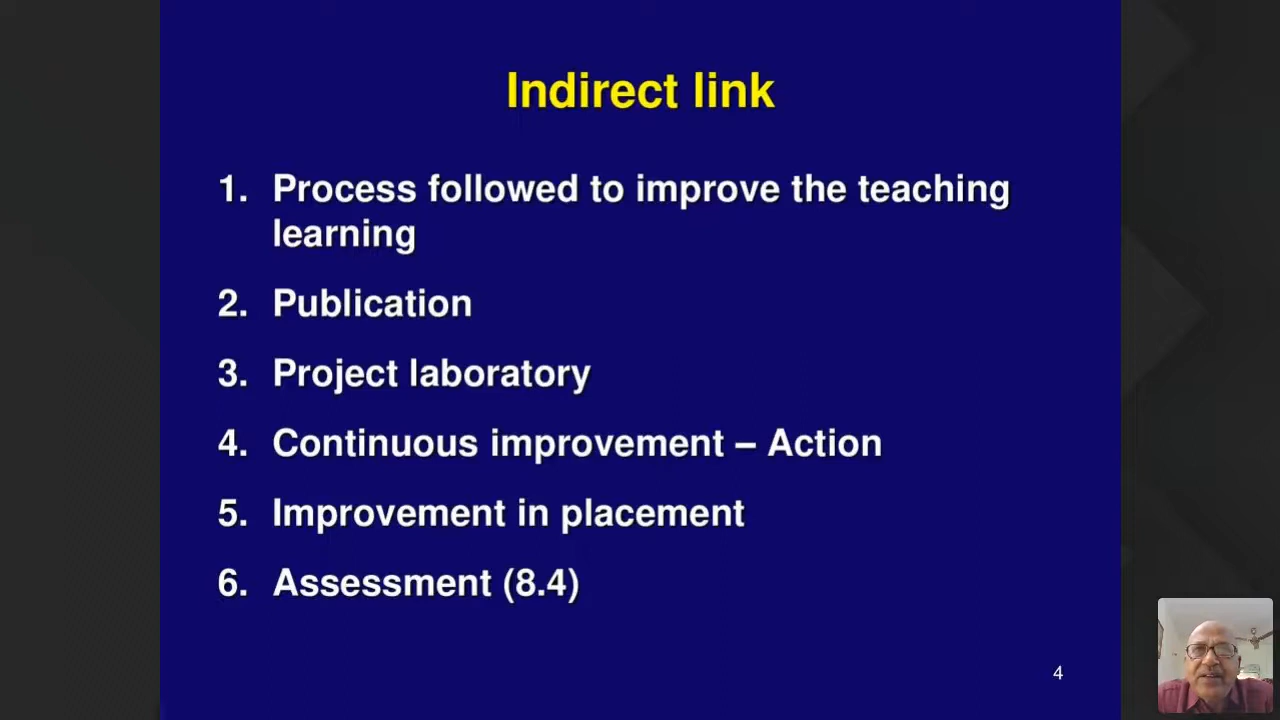 Indirect link
1. Process followed to improve the teaching
learning
2. Publication
3. Project laboratory
4. Continuous improvement – Action
5. Improvement in placement
6. Assessment (8.4)
4